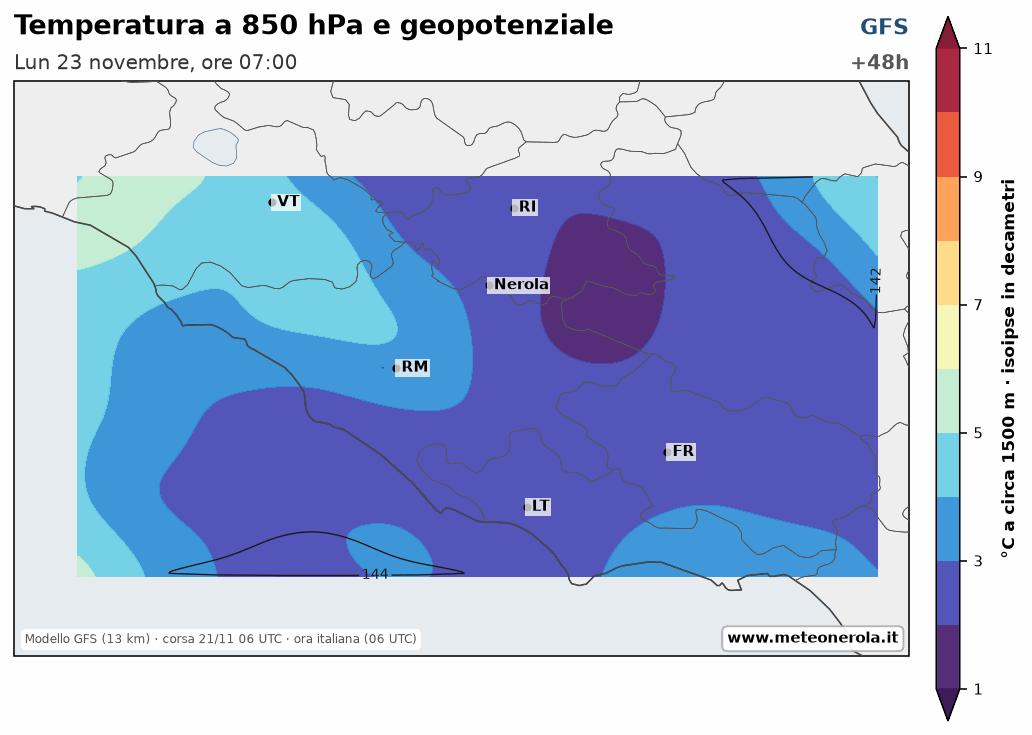 Temperatura a 850 hPa e geopotenziale
GFS
Lun 23 novembre, ore 07:00
+48h
11
9
7
5
3
1
°C a circa 1500 m · isoipse in decametri
VT
RI
Nerola
142
RM
FR
LT
144
Modello GFS (13 km) · corsa 21/11 06 UTC · ora italiana (06 UTC)
www.meteonerola.it